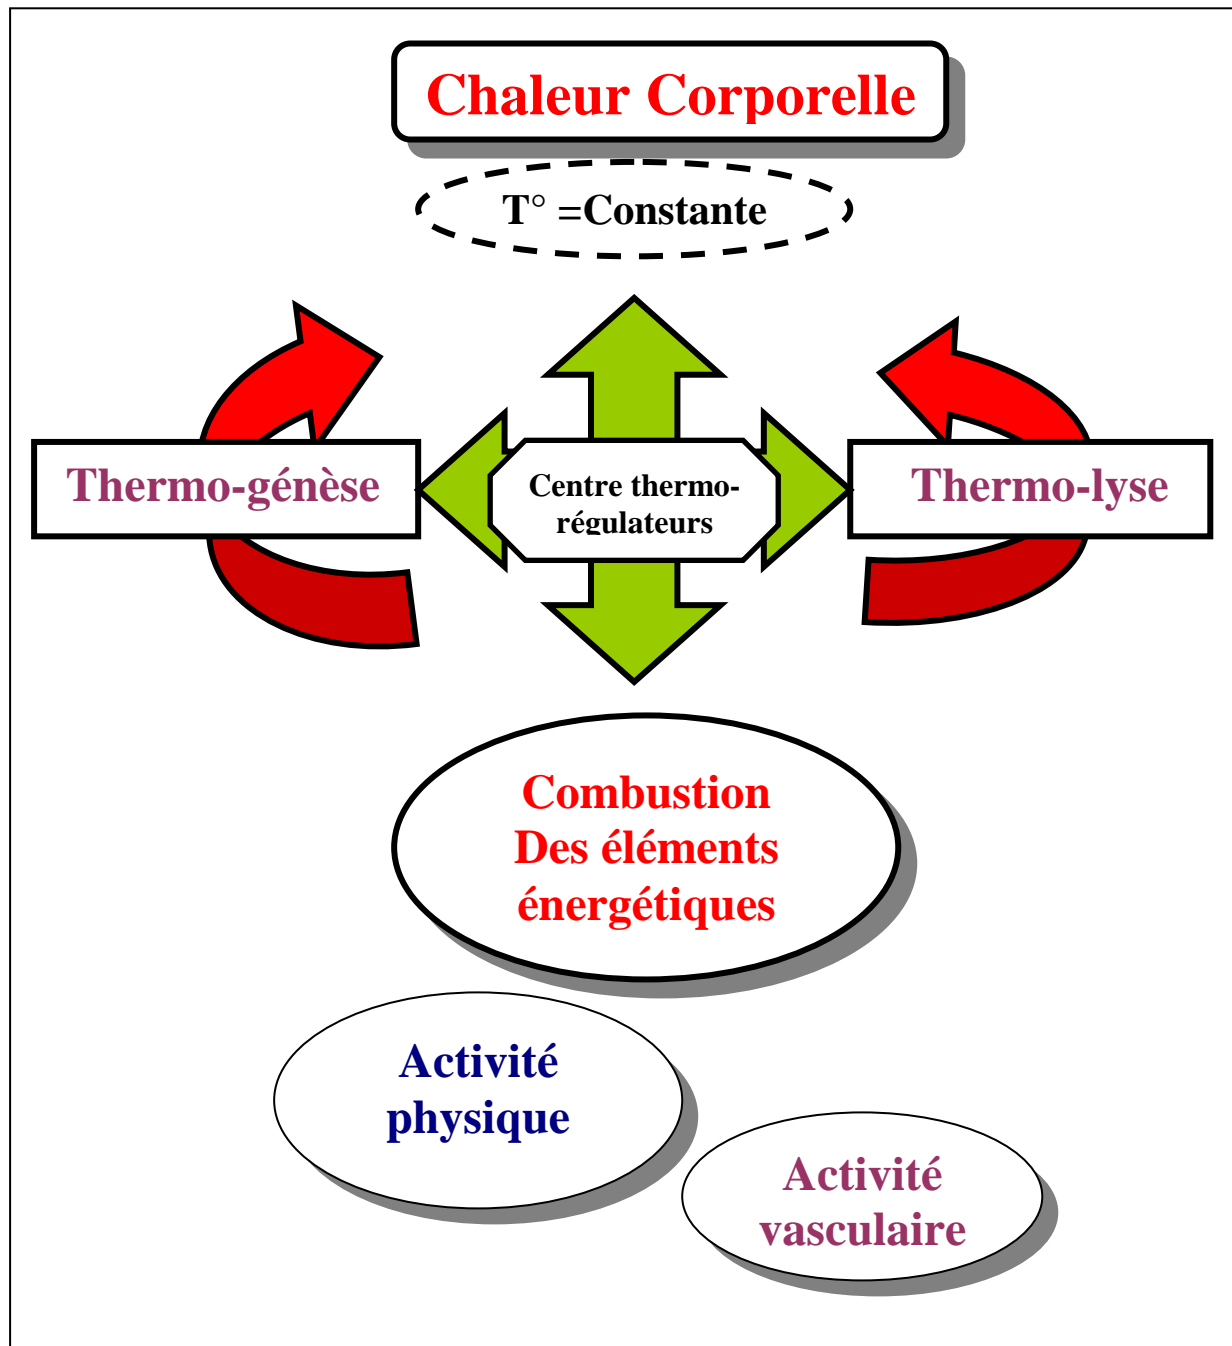 Chaleur Corporelle
T° =Constante
Thermo-génèse
Centre thermo-
régulateurs
Thermo-lyse
Combustion
Des éléments
énergétiques
Activité
physique
Activité
vasculaire